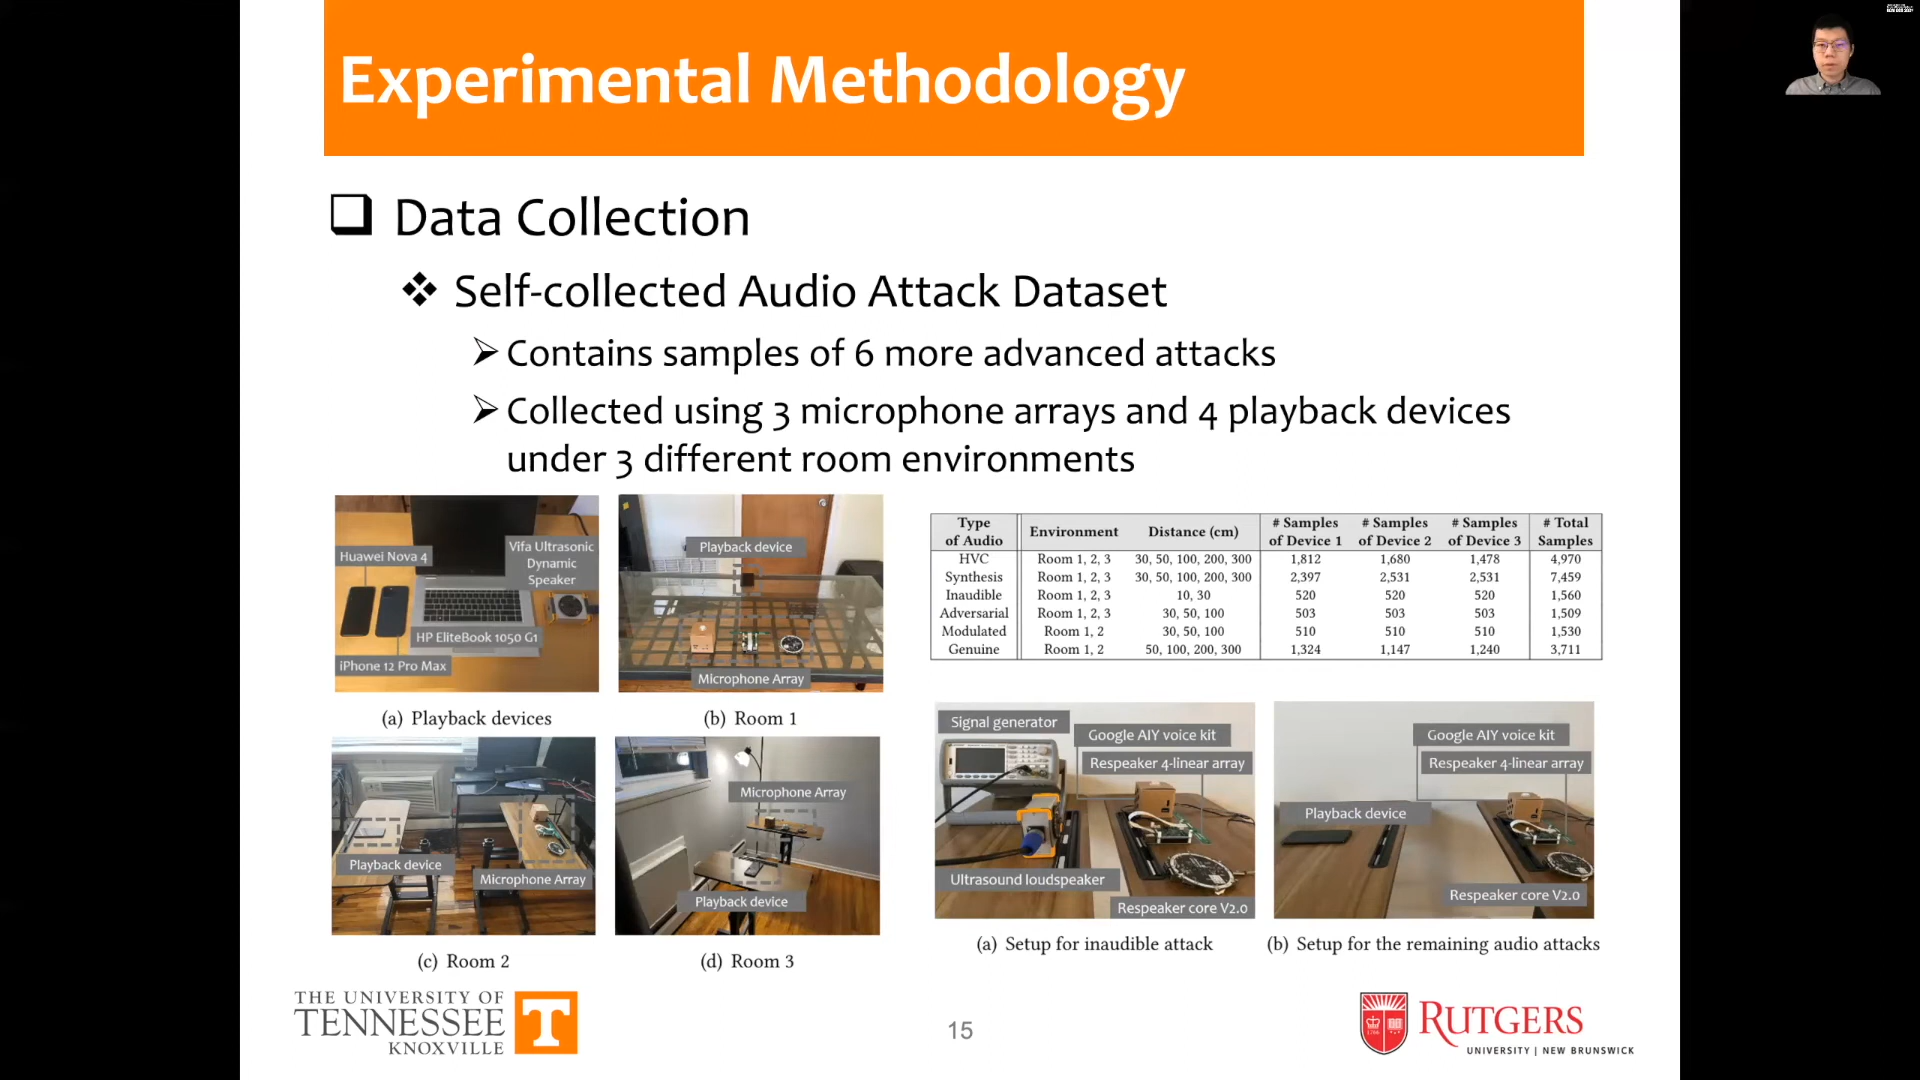 Experimental Methodology
Data Collection
Self-collected Audio Attack Dataset
Contains samples of 6 more advanced attacks
Collected using 3 microphone arrays and 4 playback devices
under 3 different room environments
Huawei Nova 4
Vifa Ultrasonic
Dynamic
Speaker
HP EliteBook 1050 G1
iPhone 12 Pro Max
(a) Playback devices
Playback device
Microphone Array
(b) Room 1
Playback device
Microphone Array
(c) Room 2
Microphone Array
Playback device
(d) Room 3
Type of Audio Environment Distance (cm) # Samples of Device 1 # Samples of Device 2 # Samples of Device 3 # Total Samples
HVC Room 1, 2, 3 30, 50, 100, 200, 300 1,812 1,680 1,478 4,970
Synthesis Room 1, 2, 3 30, 50, 100, 200, 300 2,397 2,531 2,531 7,459
Inaudible Room 1, 2, 3 10, 30 520 520 520 1,560
Adversarial Room 1, 2, 3 30, 50, 100 503 503 503 1,509
Modulated Room 1, 2 30, 50, 100 510 510 510 1,530
Genuine Room 1, 2 50, 100, 200, 300 1,324 1,147 1,240 3,711
Signal generator
Google AIY voice kit
Respeaker 4-linear array
Ultrasound loudspeaker
Respeaker core V2.0
(a) Setup for inaudible attack
Google AIY voice kit
Respeaker 4-linear array
Playback device
Respeaker core V2.0
(b) Setup for the remaining audio attacks
THE UNIVERSITY OF
TENNESSEE
KNOXVILLE
T
15
RUTGERS
UNIVERSITY | NEW BRUNSWICK